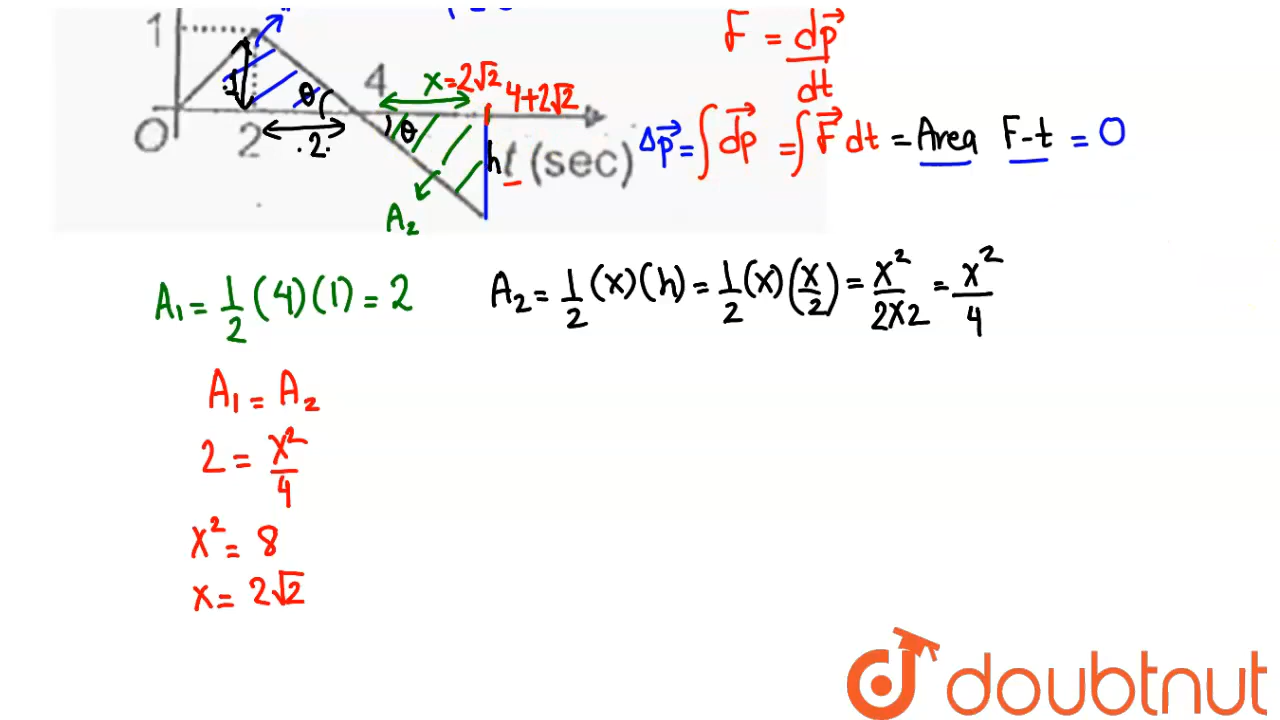 1
F = dp/dt
θ
4
x = 2√2
4+2√2
O
2
.2.
θ
h
t (sec)
Δp = ∫ dp = ∫ F dt = Area F-t = 0
A₂
A₁ = 1/2 (4)(1) = 2
A₂ = 1/2 (x)(h) = 1/2 (x)(x/2) = x²/2×2 = x²/4
A₁ = A₂
2 = x²/4
x² = 8
x = 2√2
doubtnut